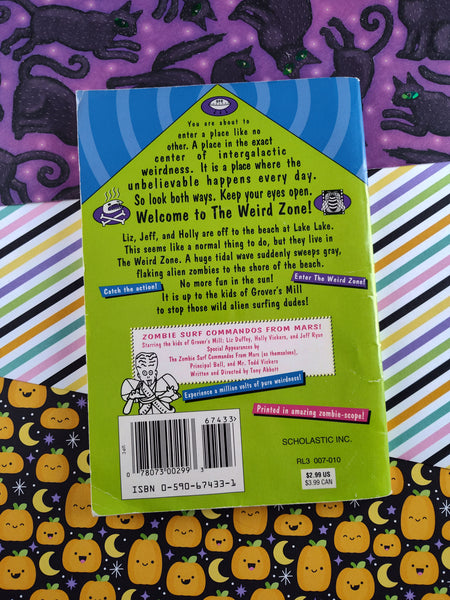 You are about to
enter a place like no
other. A place in the exact
center of intergalactic
weirdness. It is a place where the
unbelievable happens every day.
So look both ways. Keep your eyes open.
Welcome to The Weird Zone!
Liz, Jeff, and Holly are off to the beach at Lake Lake.
This seems like a normal thing to do, but they live in
The Weird Zone. A huge tidal wave suddenly sweeps gray,
flaking alien zombies to the shore of the beach.
Catch the action!
No more fun in the sun!
Enter The Weird Zone!
It is up to the kids of Grover's Mill
to stop those wild alien surfing dudes!
ZOMBIE SURF COMMANDOS FROM MARS!
Starring the kids of Grover's Mill: Liz Duffey, Holly Vickers, and Jeff Ryan
Special Appearances by
The Zombie Surf Commandos From Mars (as themselves),
Principal Bell, and Mr. Todd Vickers
Written and Directed by Tony Abbott
Experience a million volts of pure weirdness!
Printed in amazing zombie-scope!
67433
0 78073 00299 3
ISBN 0-590-67433-1
SCHOLASTIC INC.
RL3 007-010
$2.99 US
$3.99 CAN